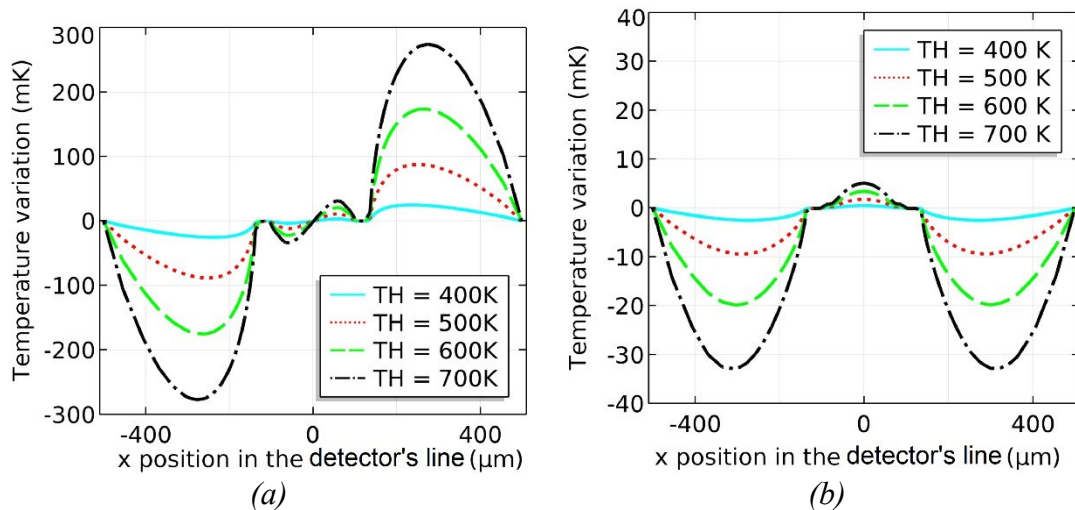 300
200
100
0
-100
-200
-300
-400
0
400
Temperature variation (mK)
x position in the detector's line (µm)
TH = 400K
TH = 500K
TH = 600K
TH = 700K
(a)
40
30
20
10
0
-10
-20
-30
-40
-400
0
400
Temperature variation (mK)
x position in the detector's line (µm)
TH = 400 K
TH = 500 K
TH = 600 K
TH = 700 K
(b)